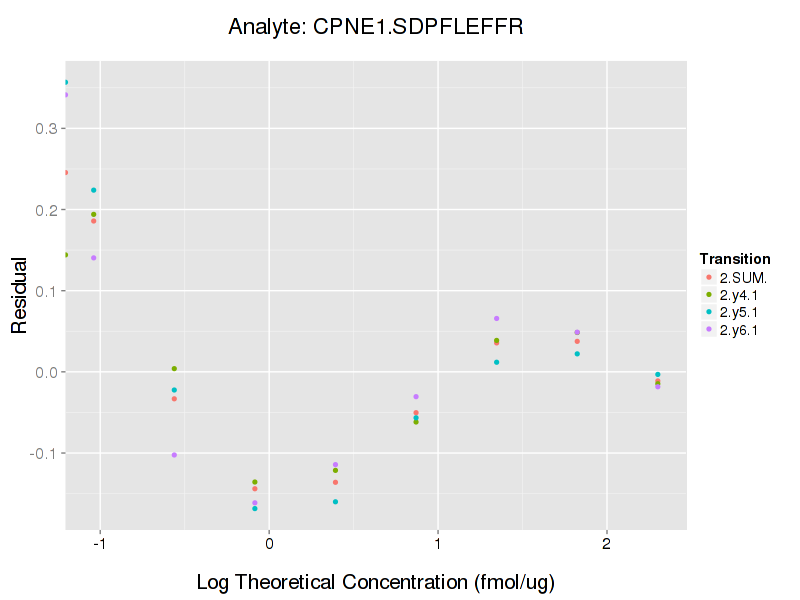 Analyte: CPNE1.SDPFLEFFR
Residual
0.3
0.2
0.1
0.0
-0.1
-1
0
1
2
Log Theoretical Concentration (fmol/ug)
Transition
2.SUM.
2.y4.1
2.y5.1
2.y6.1